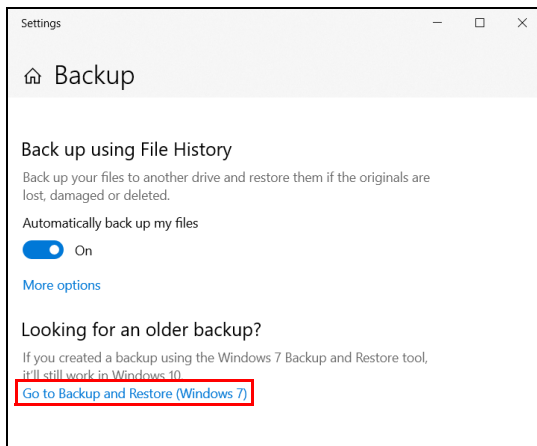 Settings
Backup
Back up using File History
Back up your files to another drive and restore them if the originals are
lost, damaged or deleted.
Automatically back up my files
On
More options
Looking for an older backup?
If you created a backup using the Windows 7 Backup and Restore tool,
it'll still work in Windows 10.
Go to Backup and Restore (Windows 7)